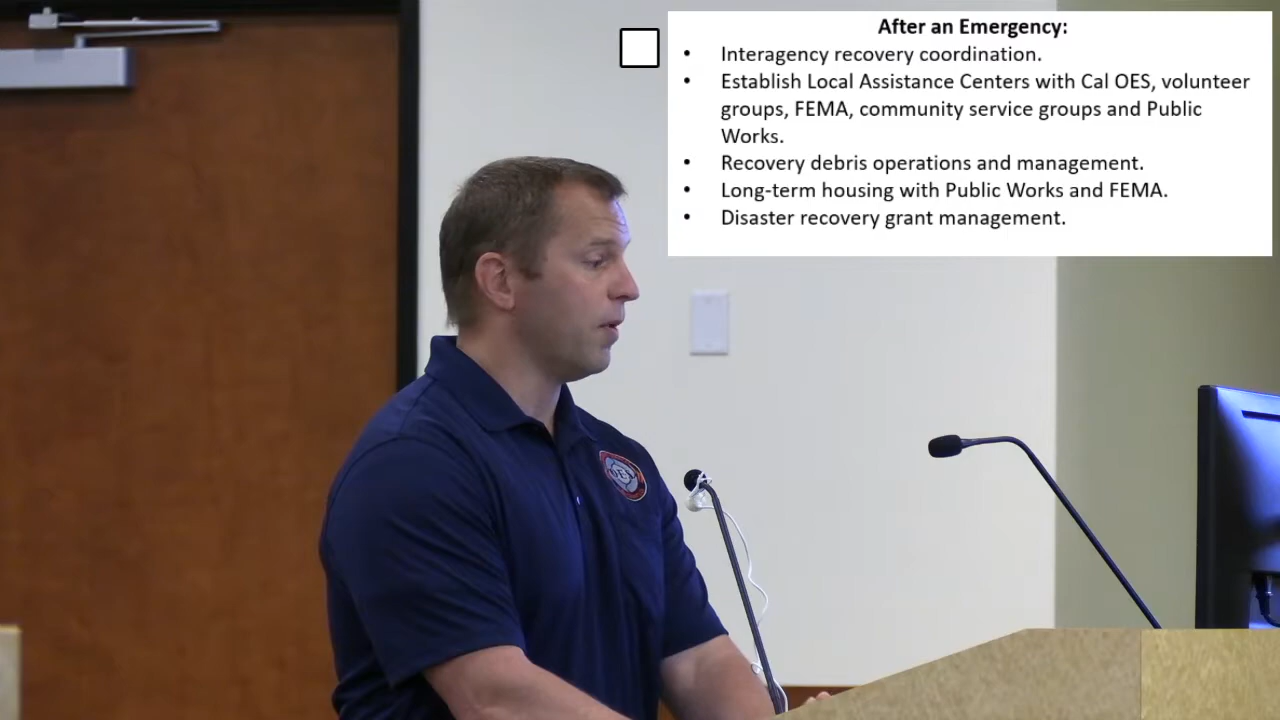 After an Emergency:
• Interagency recovery coordination.
• Establish Local Assistance Centers with Cal OES, volunteer
groups, FEMA, community service groups and Public
Works.
• Recovery debris operations and management.
• Long-term housing with Public Works and FEMA.
• Disaster recovery grant management.
OES